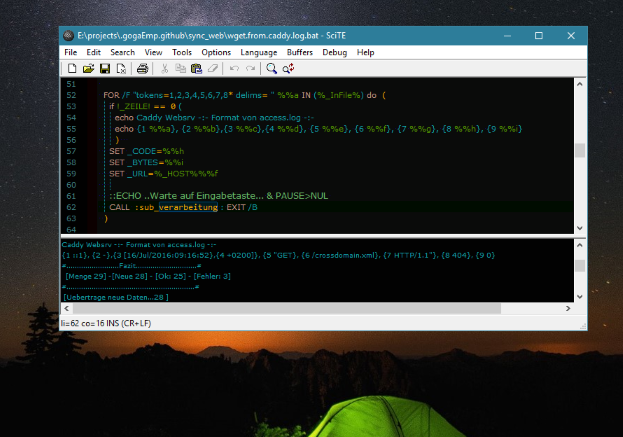 E:\projects\.gogaEmp.github\sync_web\wget.from.caddy.log.bat - SciTE
File Edit Search View Tools Options Language Buffers Debug Help
51
52 FOR /F "tokens=1,2,3,4,5,6,7,8* delims= " %%a IN (%_InFile%) do (
53 if !_ZEILE! == 0 (
54 echo Caddy Websrv -:- Format von access.log -:-
55 echo {1 %%a}, {2 %%b},{3 %%c},{4 %%d}, {5 %%e}, {6 %%f}, {7 %%g}, {8 %%h}, {9 %%i}
56 )
57 SET _CODE=%%h
58 SET _BYTES=%%i
59 SET _URL=%_HOST%%%f
60
61 ::ECHO ..Warte auf Eingabetaste... & PAUSE>NUL
62 CALL :sub_verarbeitung : EXIT /B
63 )
64
Caddy Websrv -:- Format von access.log -:-
{1 ::1}, {2 -},{3 [16/Jul/2016:09:16:52},{4 +0200]}, {5 "GET}, {6 /crossdomain.xml}, {7 HTTP/1.1"}, {8 404}, {9 0}
#........................Fazit............................#
[Menge 29] -[Neue 28] - [Ok: 25] - [Fehler: 3]
#.........................................................#
[Uebertrage neue Daten...28 ]
li=62 co=16 INS (CR+LF)